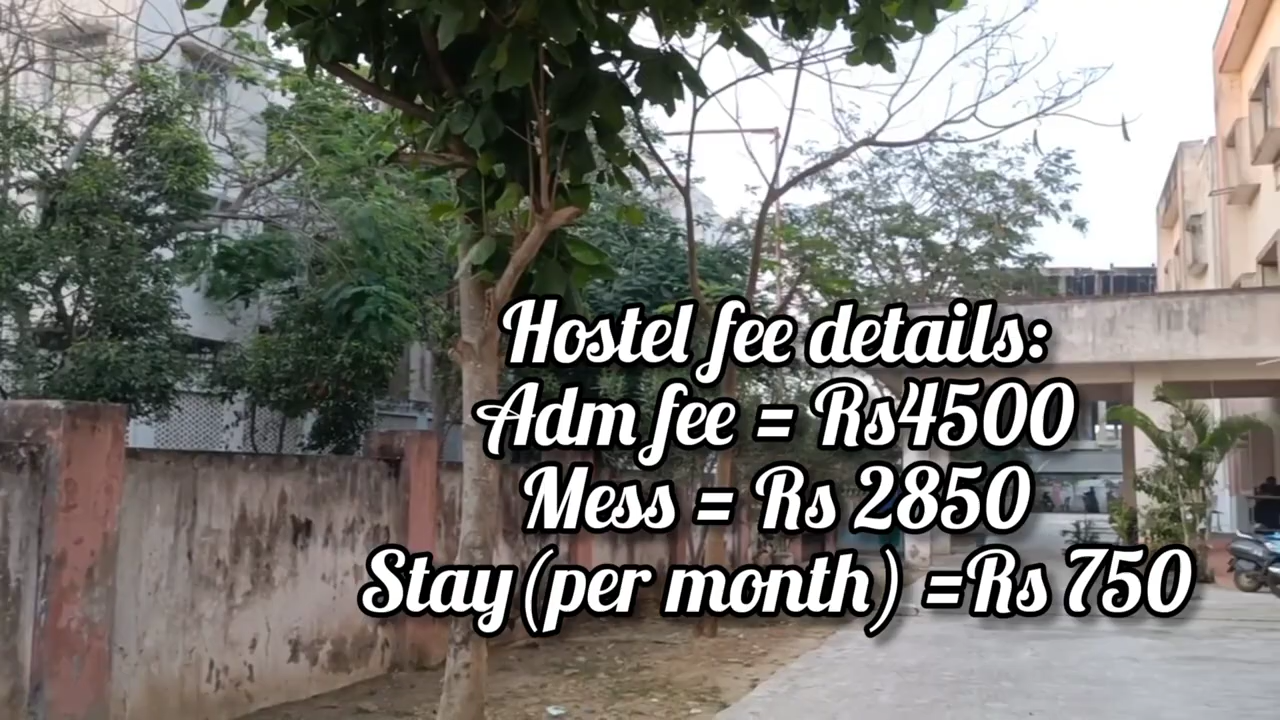 Hostel fee details:
Adm fee = Rs4500
Mess = Rs 2850
Stay(per month) =Rs 750